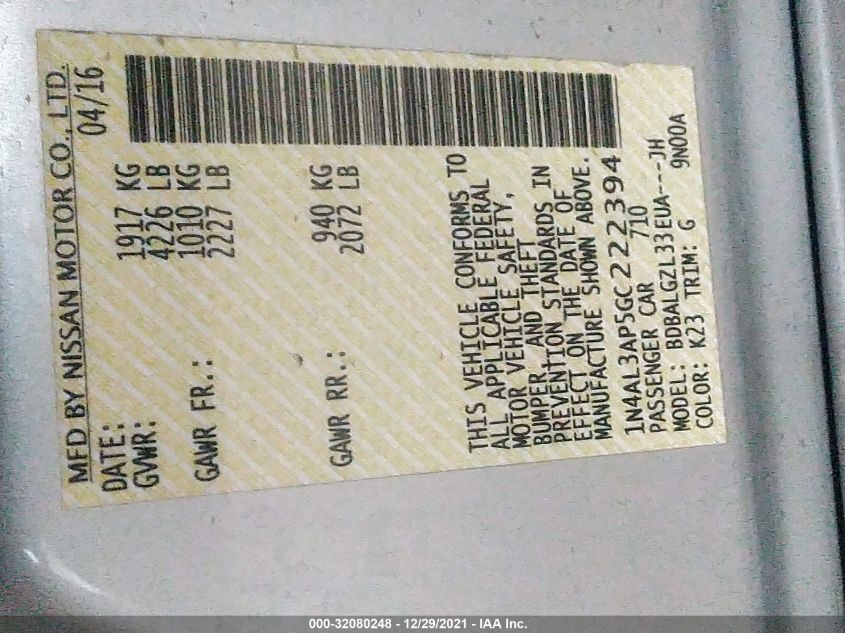 MFD BY NISSAN MOTOR CO., LTD.
DATE: 04/16
GVWR: 1917 KG
4226 LB
GAWR FR.: 1010 KG
2227 LB
GAWR RR.: 940 KG
2072 LB
THIS VEHICLE CONFORMS TO
ALL APPLICABLE FEDERAL
MOTOR VEHICLE SAFETY,
BUMPER, AND THEFT
PREVENTION STANDARDS IN
EFFECT ON THE DATE OF
MANUFACTURE SHOWN ABOVE.
1N4AL3AP5GC222394
PASSENGER CAR 710
MODEL: BDBALGZL33EUA---JH
COLOR: K23 TRIM: G 9N00A
000-32080248 - 12/29/2021 - IAA Inc.